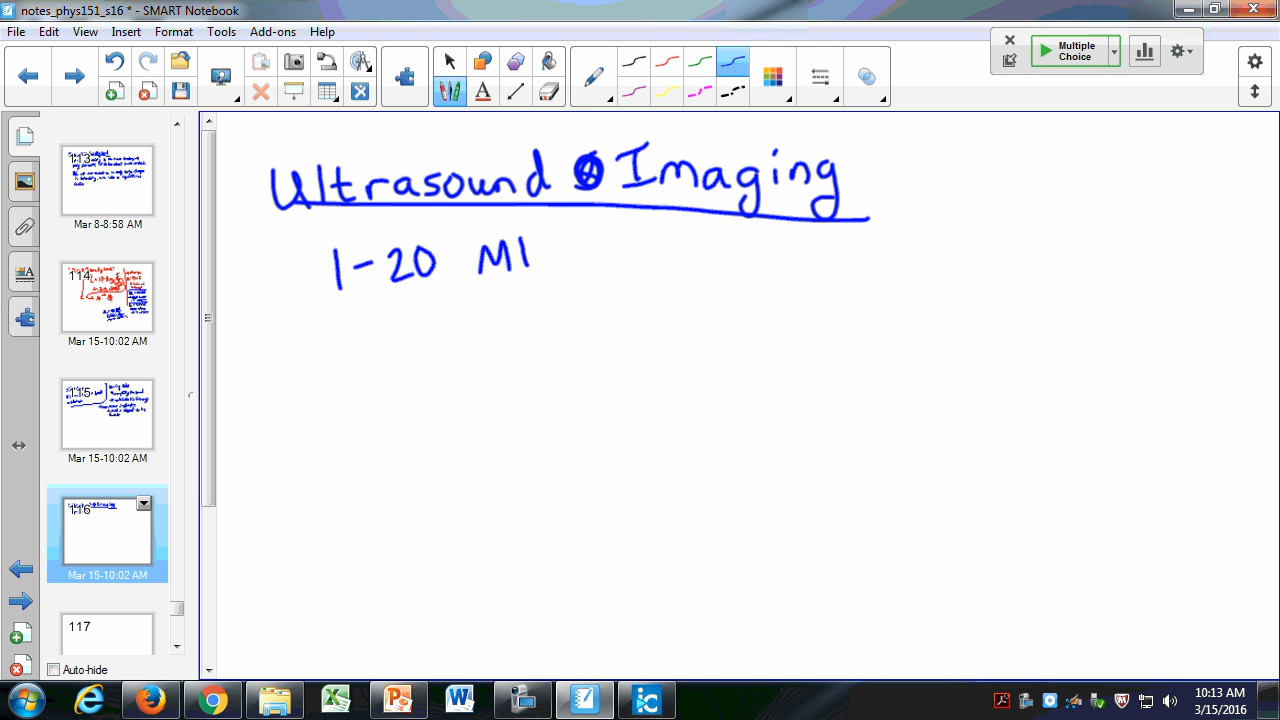 notes_phys151_s16 * - SMART Notebook
File Edit View Insert Format Tools Add-ons Help
Multiple
Choice
113
Mar 8-8:58 AM
114
Mar 15-10:02 AM
115
Mar 15-10:02 AM
116
Mar 15-10:02 AM
117
Auto-hide
Ultrasound Imaging
1-20 MI
10:13 AM
3/15/2016